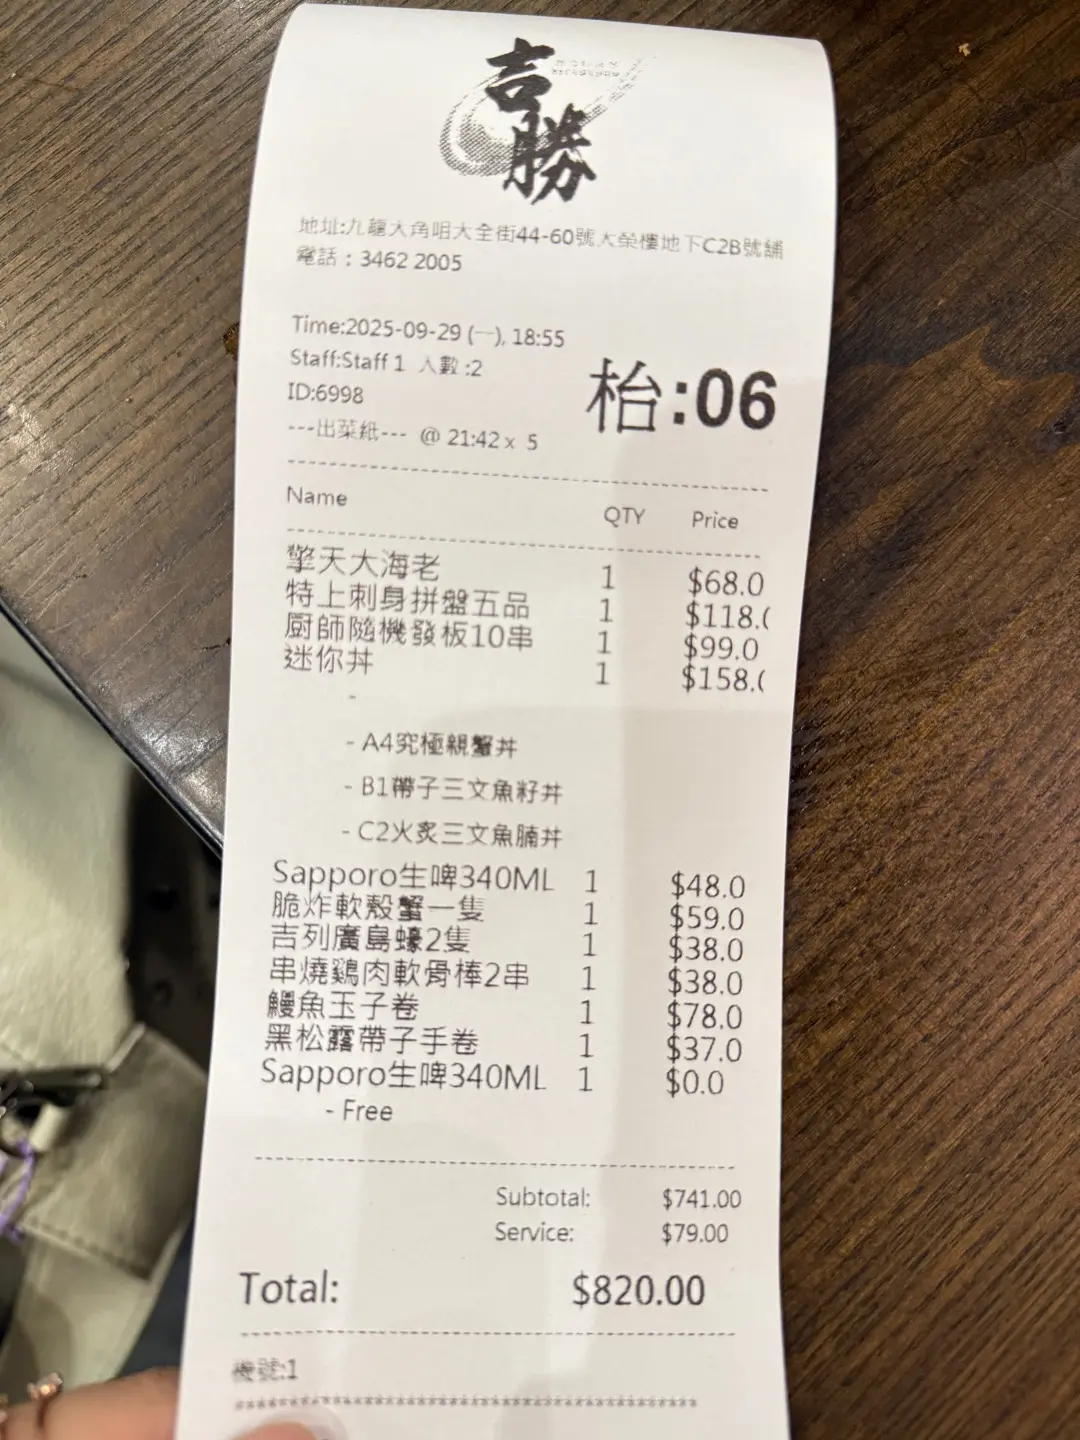 吉勝
地址:九龍大角咀大全街44-60號大榮樓地下C2B號舖
電話：3462 2005
Time:2025-09-29 (一), 18:55
Staff:Staff 1 人數 :2
ID:6998
枱:06
---出菜紙--- @ 21:42 x 5
Name QTY Price
擎天大海老 1 $68.0
特上刺身拼盤五品 1 $118.(
廚師隨機發板10串 1 $99.0
迷你丼 1 $158.(
-
- A4究極親蟹丼
- B1帶子三文魚籽丼
- C2火炙三文魚腩丼
Sapporo生啤340ML 1 $48.0
脆炸軟殼蟹一隻 1 $59.0
吉列廣島蠔2隻 1 $38.0
串燒鷄肉軟骨棒2串 1 $38.0
鰻魚玉子卷 1 $78.0
黑松露帶子手卷 1 $37.0
Sapporo生啤340ML 1 $0.0
- Free
Subtotal: $741.00
Service: $79.00
Total: $820.00
機號:1